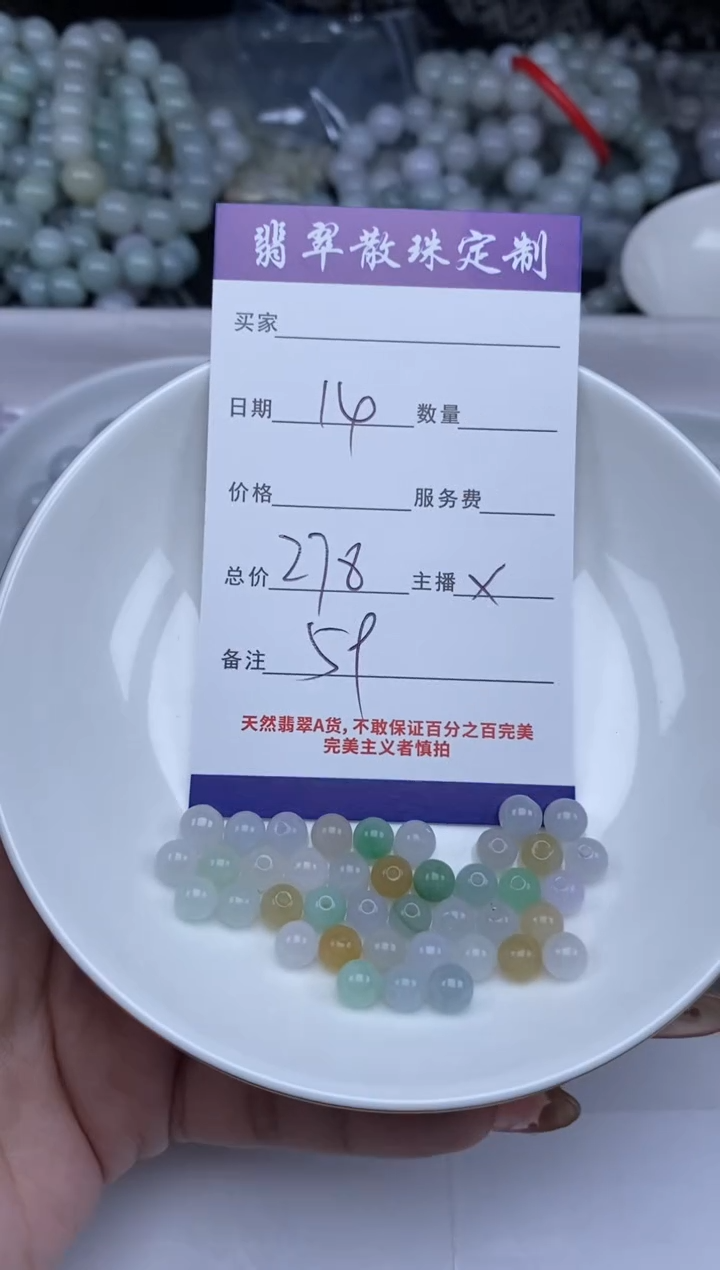 翡翠散珠定制
买家
日期 14 数量
价格 服务费
总价 278 主播 X
备注 59
天然翡翠A货,不敢保证百分之百完美
完美主义者慎拍